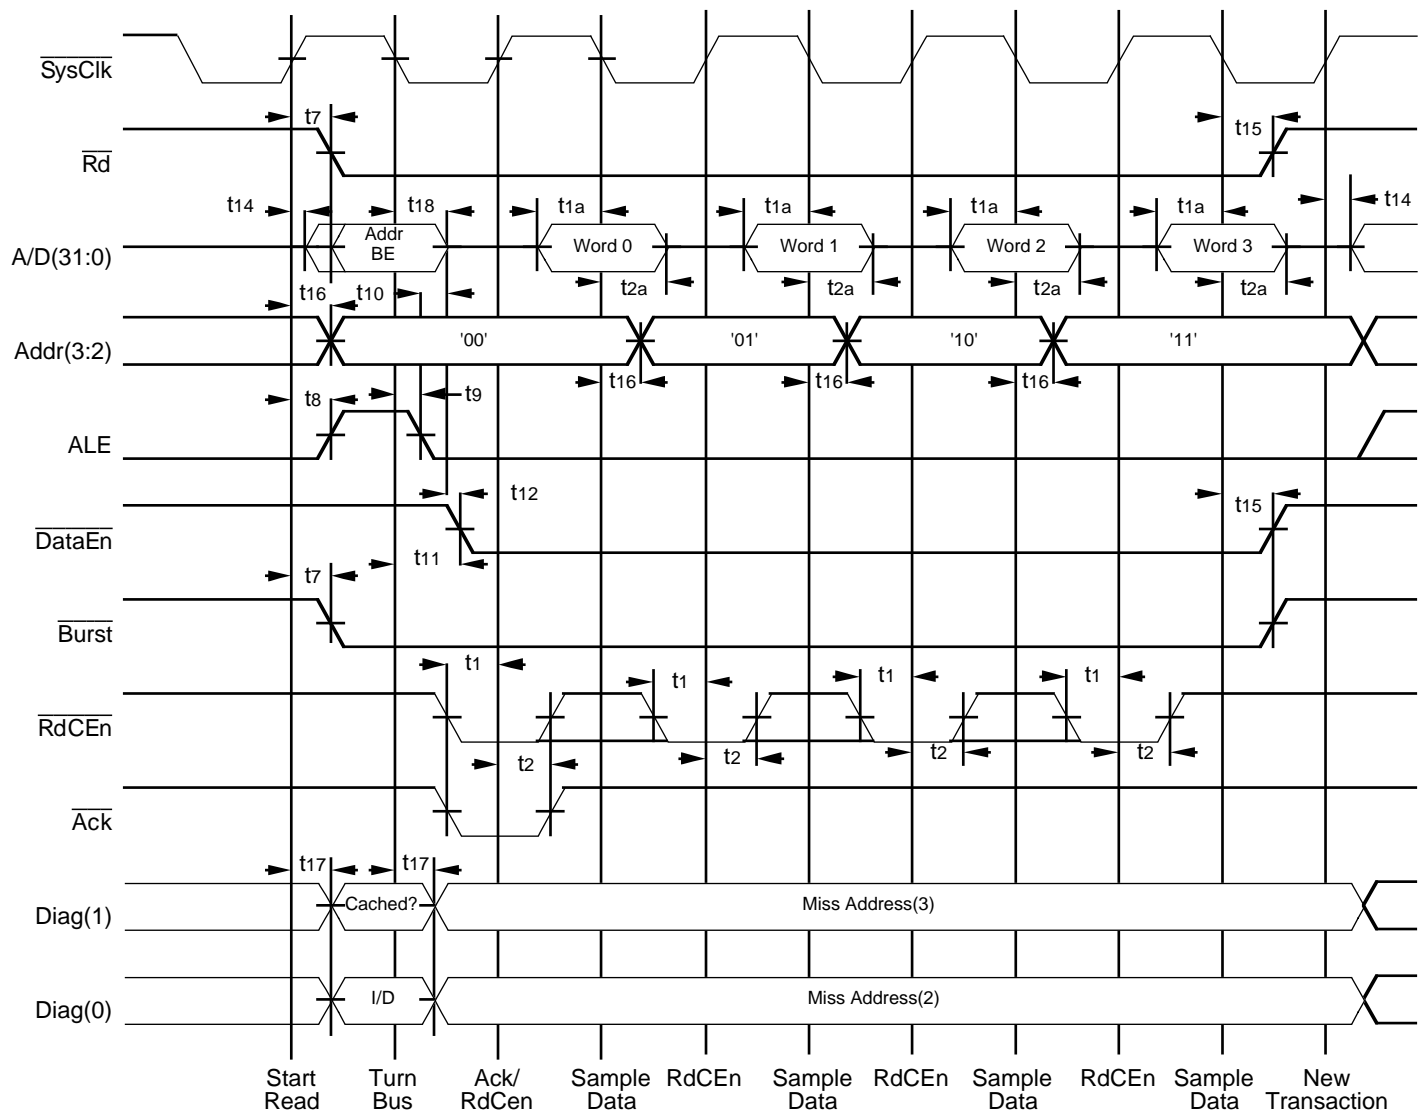 SysClk
t7
t15
Rd
t14
t18
t1a
t1a
t1a
t1a
t14
Addr
BE
Word 0
Word 1
Word 2
Word 3
A/D(31:0)
t16
t10
t2a
t2a
t2a
t2a
'00'
'01'
'10'
'11'
Addr(3:2)
t16
t16
t16
t8
t9
ALE
t12
t15
DataEn
t11
t7
Burst
t1
t1
t1
t1
RdCEn
t2
t2
t2
t2
Ack
t17
t17
Cached?
Miss Address(3)
Diag(1)
I/D
Miss Address(2)
Diag(0)
Start
Read
Turn
Bus
Ack/
RdCen
Sample
Data
RdCEn
Sample
Data
RdCEn
Sample
Data
RdCEn
Sample
Data
New
Transaction